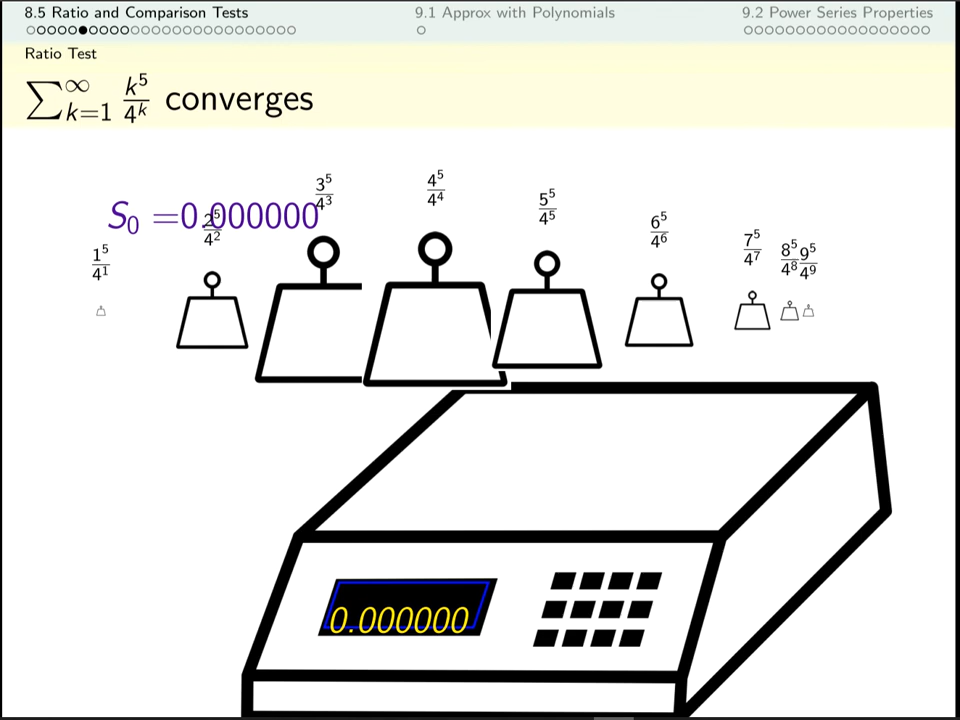 8.5 Ratio and Comparison Tests 9.1 Approx with Polynomials 9.2 Power Series Properties
Ratio Test
∑_{k=1}^{∞} k^5/4^k converges
1^5/4^1 2^5/4^2 3^5/4^3 4^5/4^4 5^5/4^5 6^5/4^6 7^5/4^7 8^5/4^8 9^5/4^9
S_0 =0.000000
0.000000